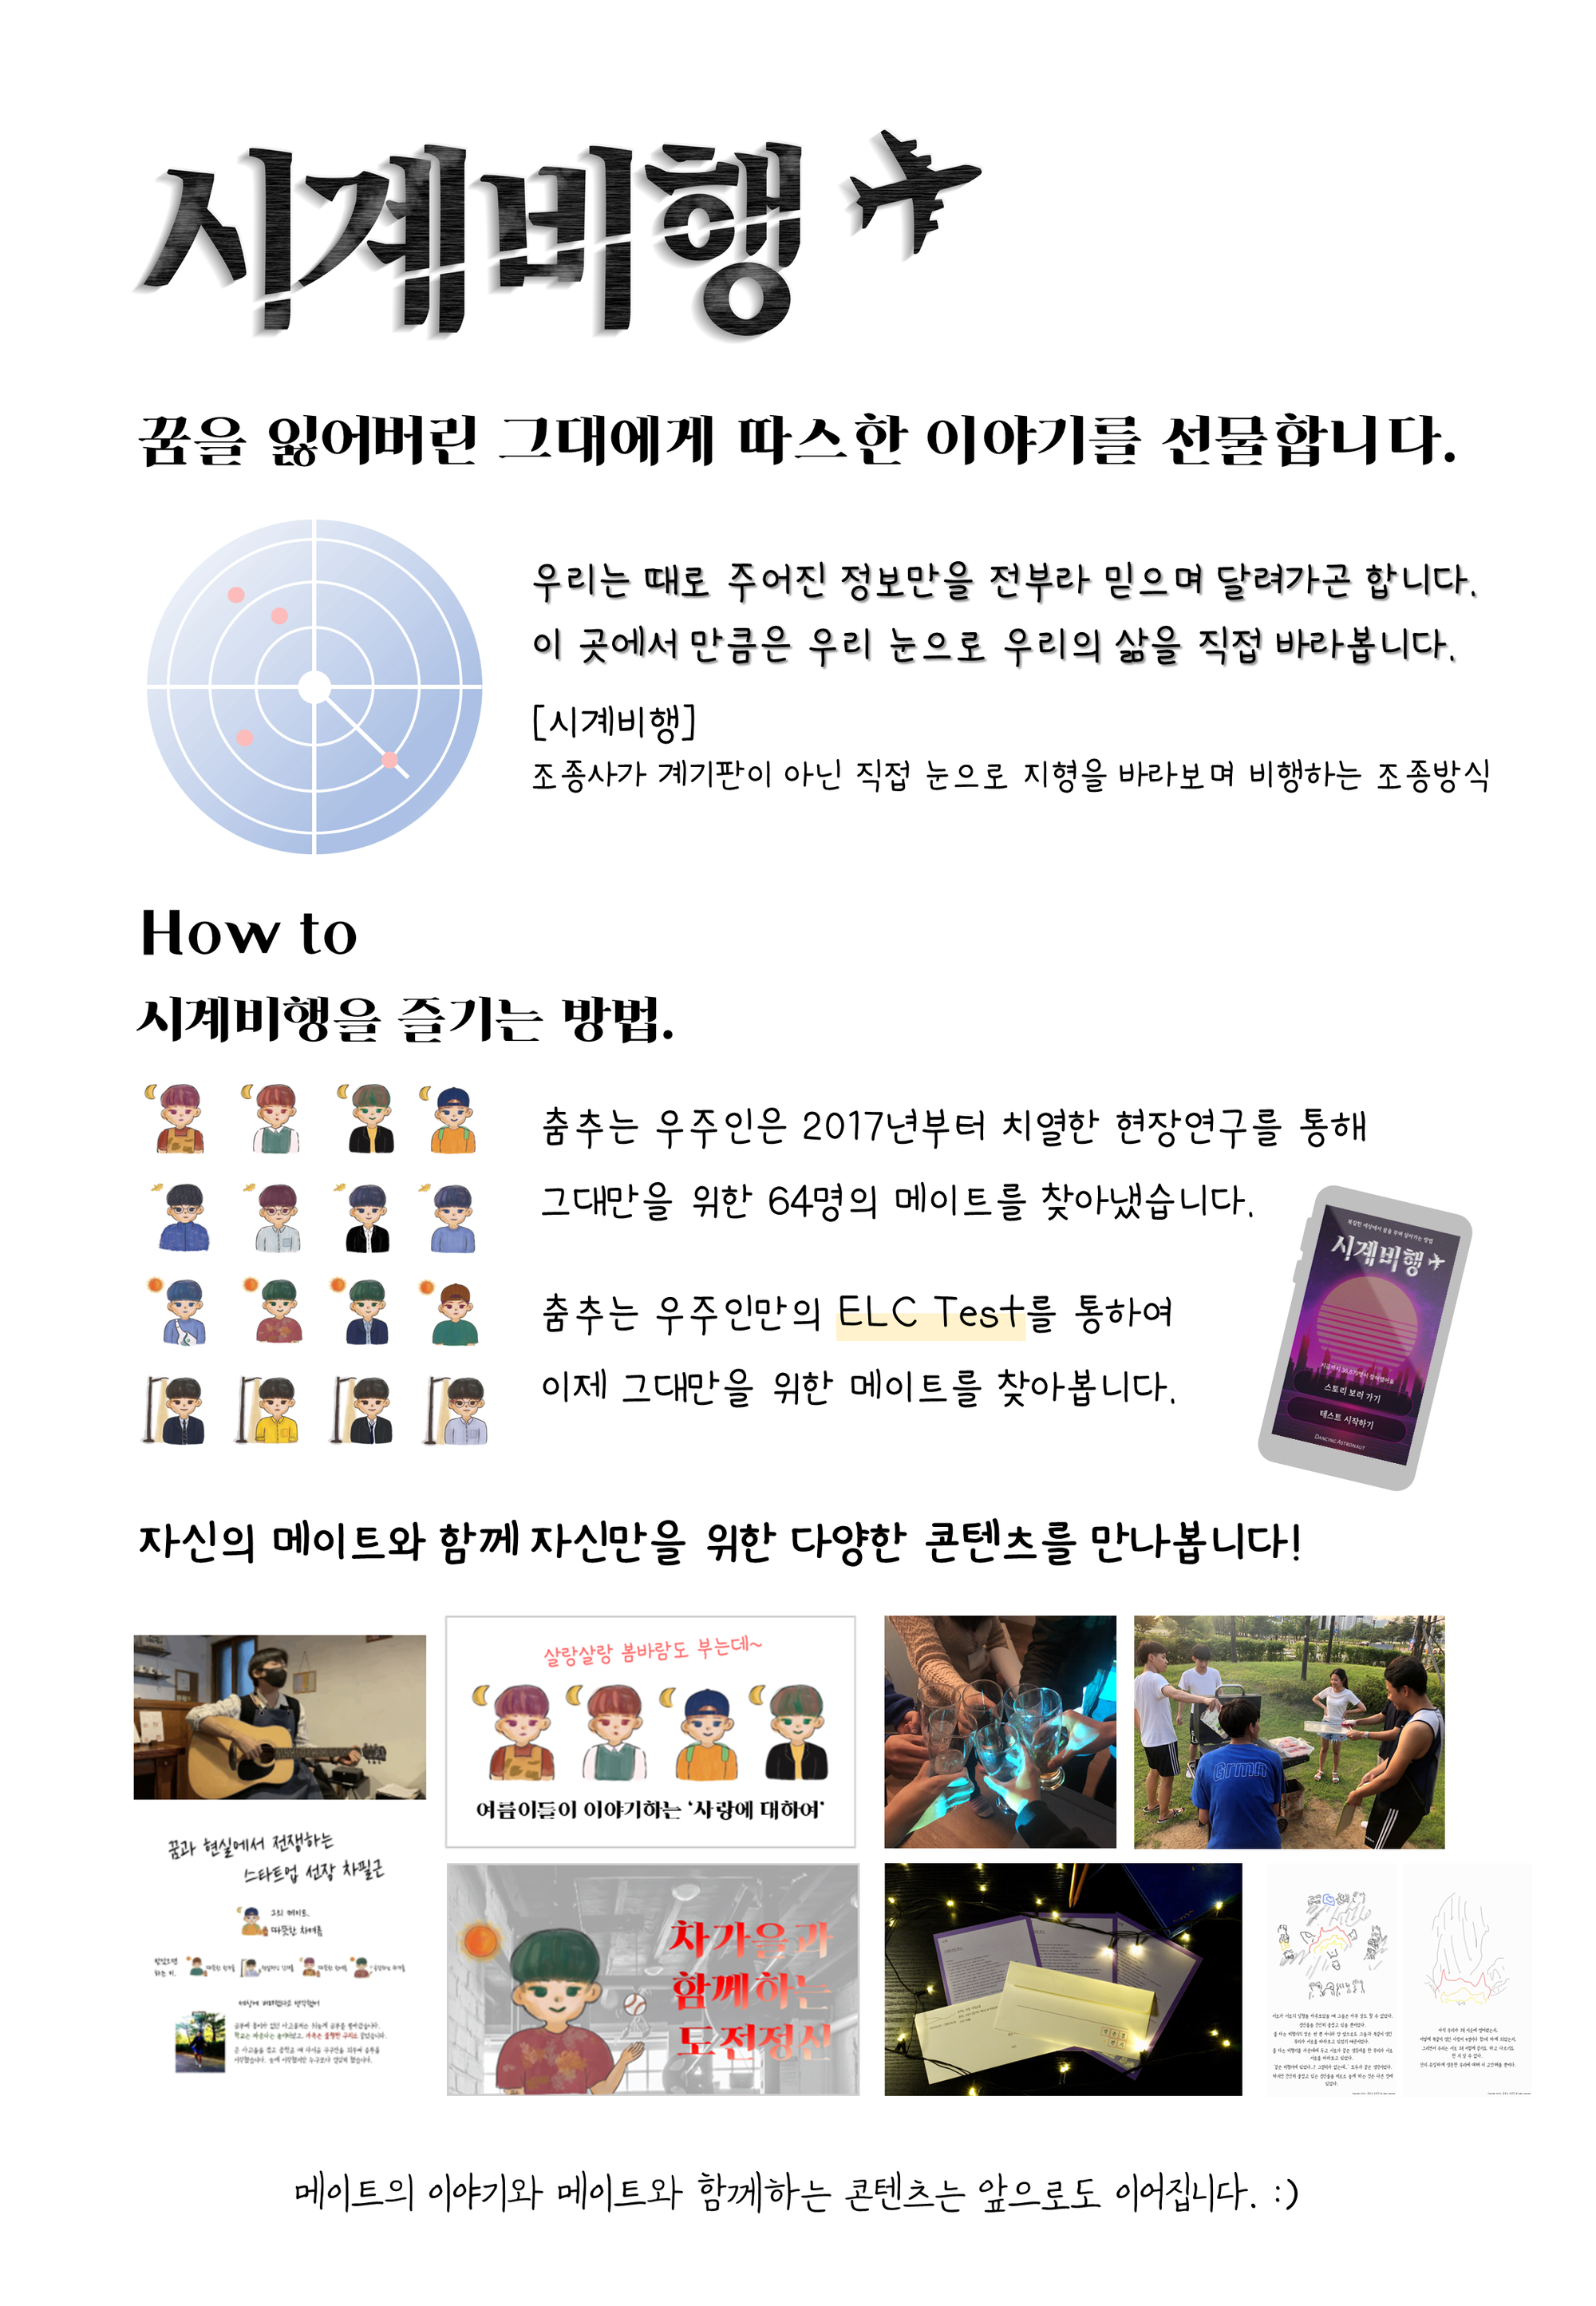 시계비행
꿈을 잃어버린 그대에게 따스한 이야기를 선물합니다.
우리는 때로 주어진 정보만을 전부라 믿으며 달려가곤 합니다.
이 곳에서 만큼은 우리 눈으로 우리의 삶을 직접 바라봅니다.
[시계비행]
조종사가 계기판이 아닌 직접 눈으로 지형을 바라보며 비행하는 조종방식
How to
시계비행을 즐기는 방법.
춤추는 우주인은 2017년부터 치열한 현장연구를 통해
그대만을 위한 64명의 메이트를 찾아냈습니다.
춤추는 우주인만의 ELC Test를 통하여
이제 그대만을 위한 메이트를 찾아봅니다.
시계비행
스토리 보러 가기
테스트 시작하기
DANCING ASTRONAUT
자신의 메이트와 함께 자신만을 위한 다양한 콘텐츠를 만나봅니다!
살랑살랑 봄바람도 부는데~
여름이들이 이야기하는 '사랑에 대하여'
Grmn
꿈과 현실에서 전쟁하는
스타트업 선장 차필근
그의 메이트,
따뜻한 차여름
차가을과
함께하는
도전정신
메이트의 이야기와 메이트와 함께하는 콘텐츠는 앞으로도 이어집니다. :)